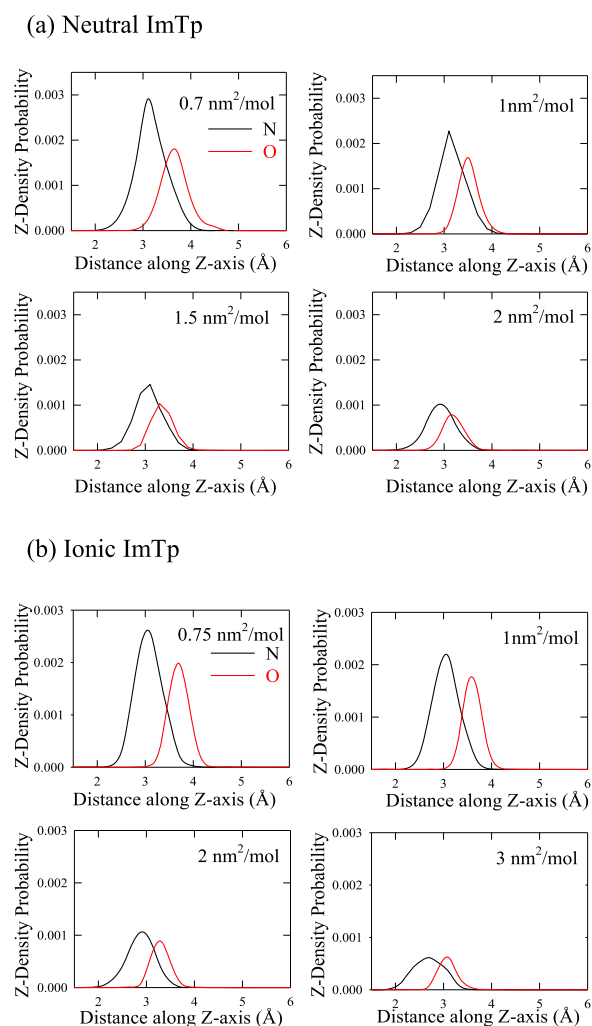 (a) Neutral ImTp
Z-Density Probability
0.003
0.002
0.001
0.000
0.7 nm²/mol
N
O
2 3 4 5 6
Distance along Z-axis (Å)
Z-Density Probability
0.003
0.002
0.001
0.000
1nm²/mol
2 3 4 5 6
Distance along Z-axis (Å)
Z-Density Probability
0.003
0.002
0.001
0.000
1.5 nm²/mol
2 3 4 5 6
Distance along Z-axis (Å)
Z-Density Probability
0.003
0.002
0.001
0.000
2 nm²/mol
2 3 4 5 6
Distance along Z-axis (Å)
(b) Ionic ImTp
Z-Density Probability
0.003
0.002
0.001
0.000
0.75 nm²/mol
N
O
2 3 4 5 6
Distance along Z-axis (Å)
Z-Density Probability
0.003
0.002
0.001
0.000
1nm²/mol
2 3 4 5 6
Distance along Z-axis (Å)
Z-Density Probability
0.003
0.002
0.001
0.000
2 nm²/mol
2 3 4 5 6
Distance along Z-axis (Å)
Z-Density Probability
0.003
0.002
0.001
0.000
3 nm²/mol
2 3 4 5 6
Distance along Z-axis (Å)